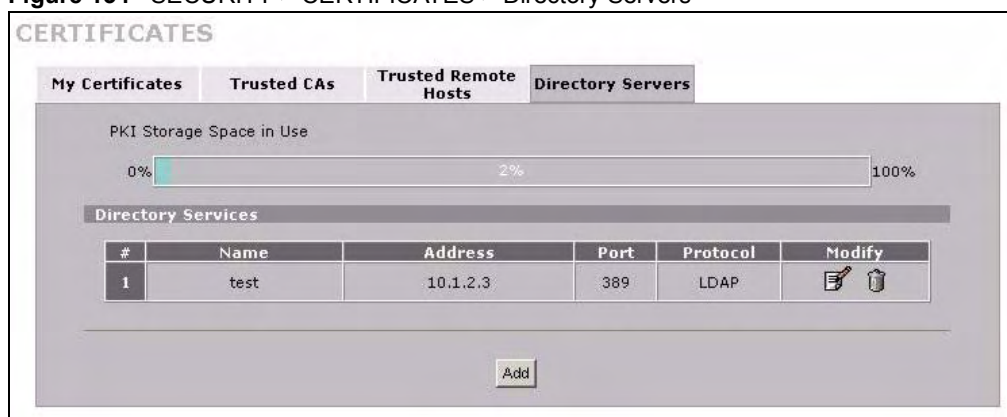 CERTIFICATES
My Certificates
Trusted CAs
Trusted Remote
Hosts
Directory Servers
PKI Storage Space in Use
0% 2% 100%
Directory Services
# Name Address Port Protocol Modify
1 test 10.1.2.3 389 LDAP
Add